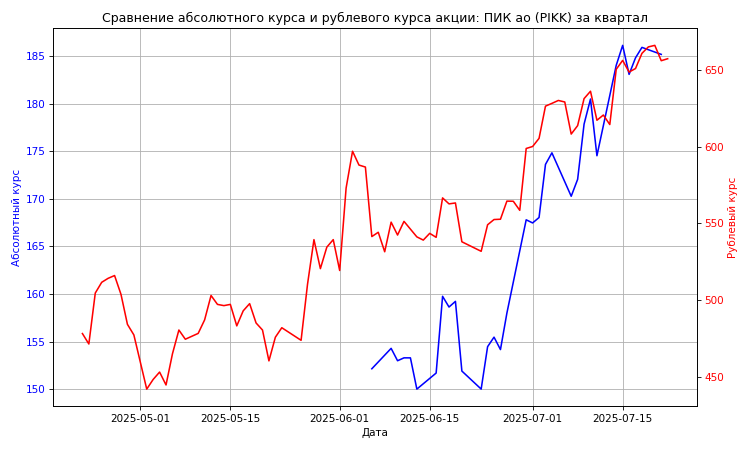 Сравнение абсолютного курса и рублевого курса акции: ПИК ао (PIKK) за квартал
185
180
175
170
165
160
155
150
Абсолютный курс
650
600
550
500
450
Рублевый курс
2025-05-01 2025-05-15 2025-06-01 2025-06-15 2025-07-01 2025-07-15
Дата